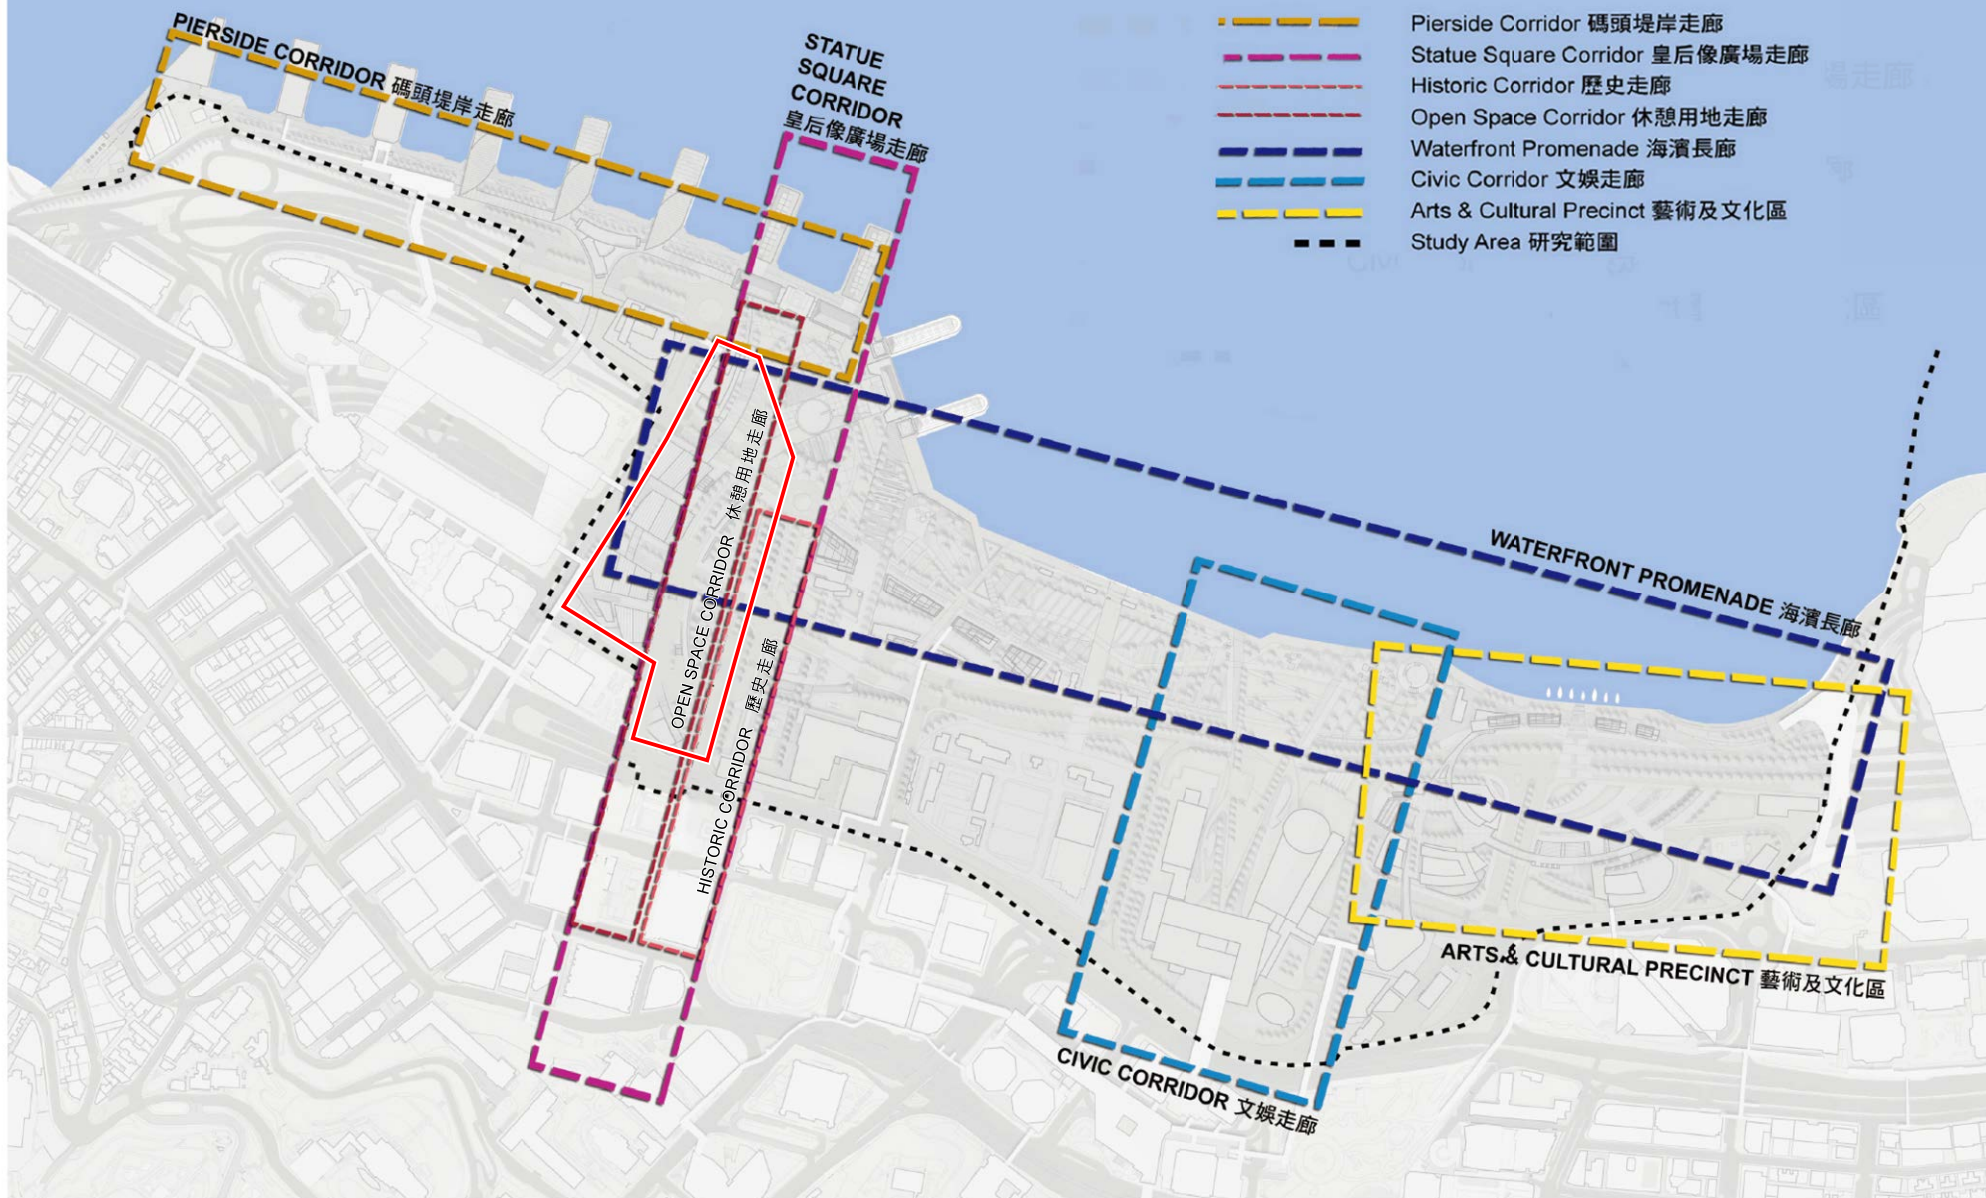 PIERSIDE CORRIDOR 碼頭堤岸走廊
STATUE
SQUARE
CORRIDOR
皇后像廣場走廊
Pierside Corridor 碼頭堤岸走廊
Statue Square Corridor 皇后像廣場走廊
Historic Corridor 歷史走廊
Open Space Corridor 休憩用地走廊
Waterfront Promenade 海濱長廊
Civic Corridor 文娛走廊
Arts & Cultural Precinct 藝術及文化區
Study Area 研究範圍
OPEN SPACE CORRIDOR 休憩用地走廊
HISTORIC CORRIDOR 歷史走廊
WATERFRONT PROMENADE 海濱長廊
ARTS & CULTURAL PRECINCT 藝術及文化區
CIVIC CORRIDOR 文娛走廊